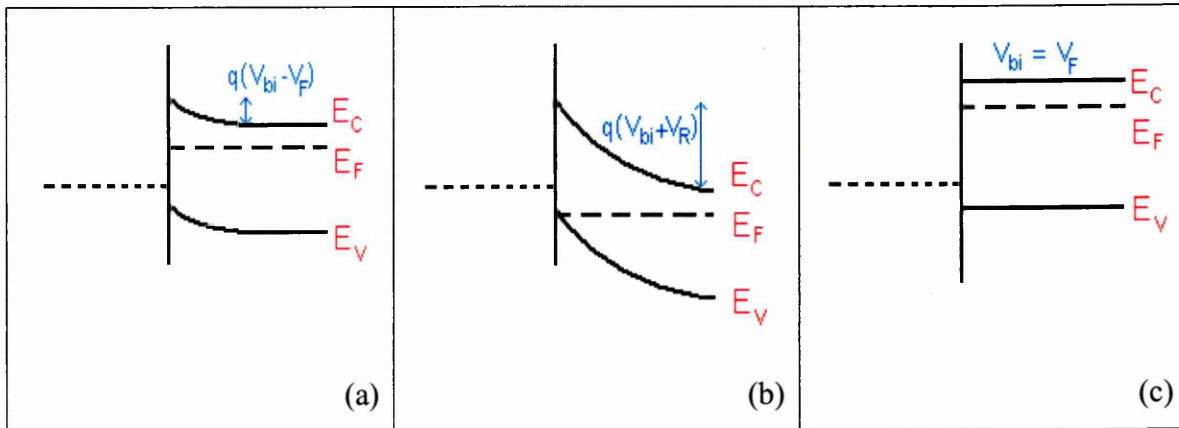 q(V_bi-V_F)
E_C
E_F
E_V
(a)
q(V_bi+V_R)
E_C
E_F
E_V
(b)
V_bi = V_F
E_C
E_F
E_V
(c)